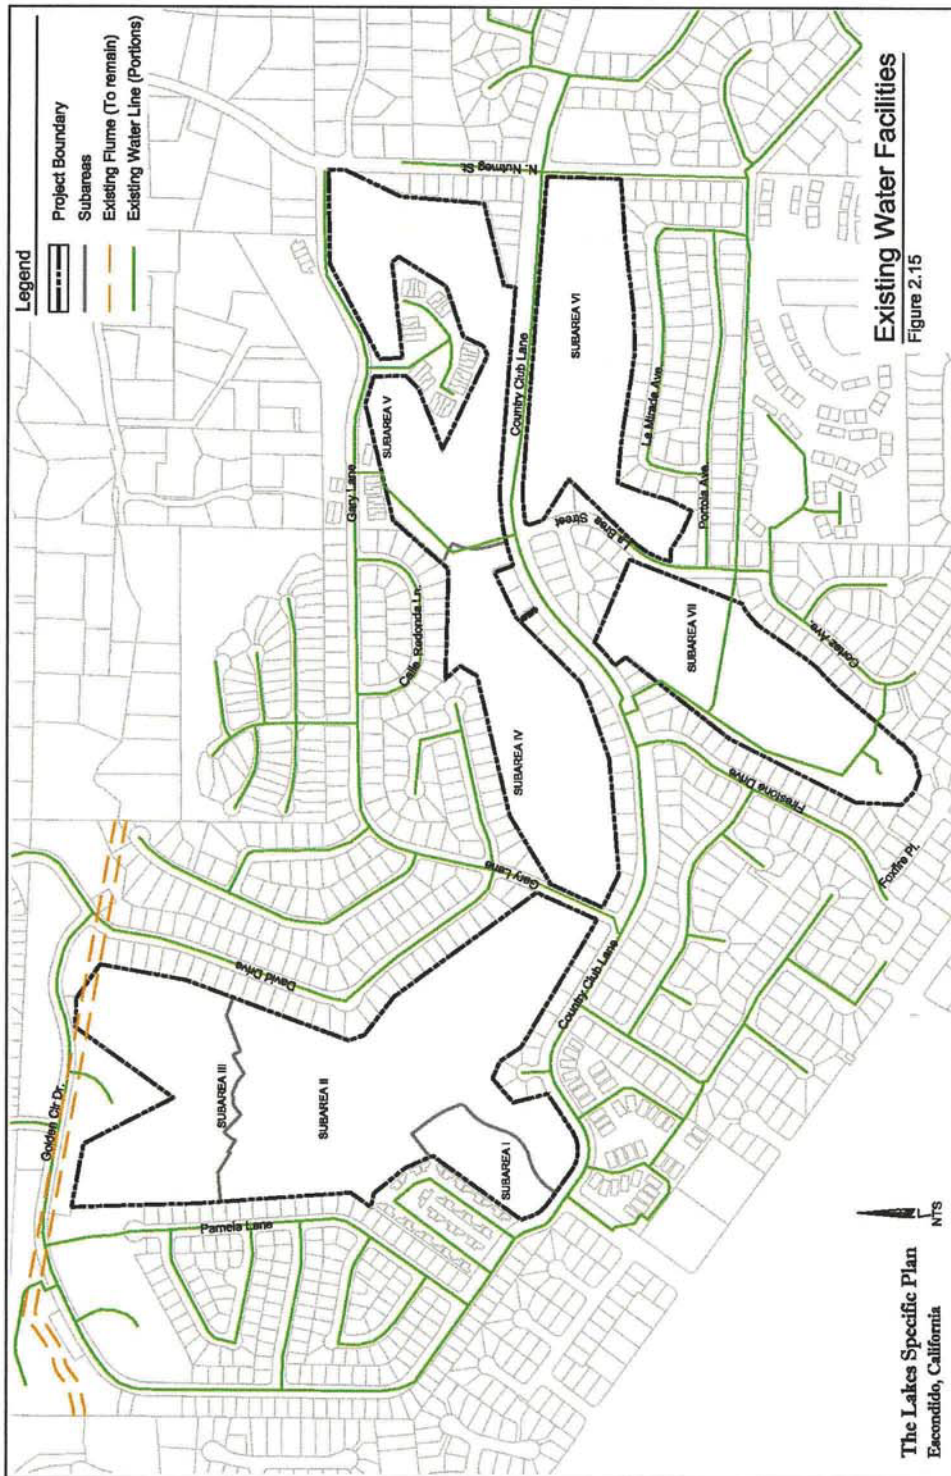 Legend
Project Boundary
Subareas
Existing Flume (To remain)
Existing Water Line (Portions)
Golden Cir Dr.
Pamela Lane
SUBAREA III
SUBAREA II
SUBAREA I
David Drive
Gary Lane
Country Club Lane
SUBAREA IV
Calle Redonda Ln.
Gary Lane
SUBAREA V
N. Nutmeg St.
Country Club Lane
SUBAREA VI
La Brea Street
La Mirada Ave.
Portola Ave.
SUBAREA VII
Cortez Ave.
Firestone Drive
Foxfire Pl.
NTS
The Lakes Specific Plan
Escondido, California
Existing Water Facilities
Figure 2.15